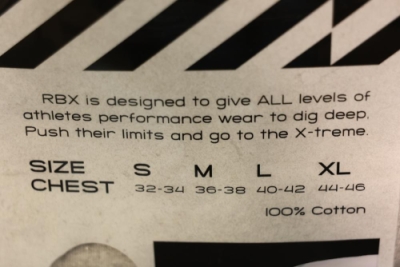 RBX is designed to give ALL levels of
athletes performance wear to dig deep.
Push their limits and go to the X-treme.
SIZE S M L XL
CHEST 32-34 36-38 40-42 44-46
100% Cotton